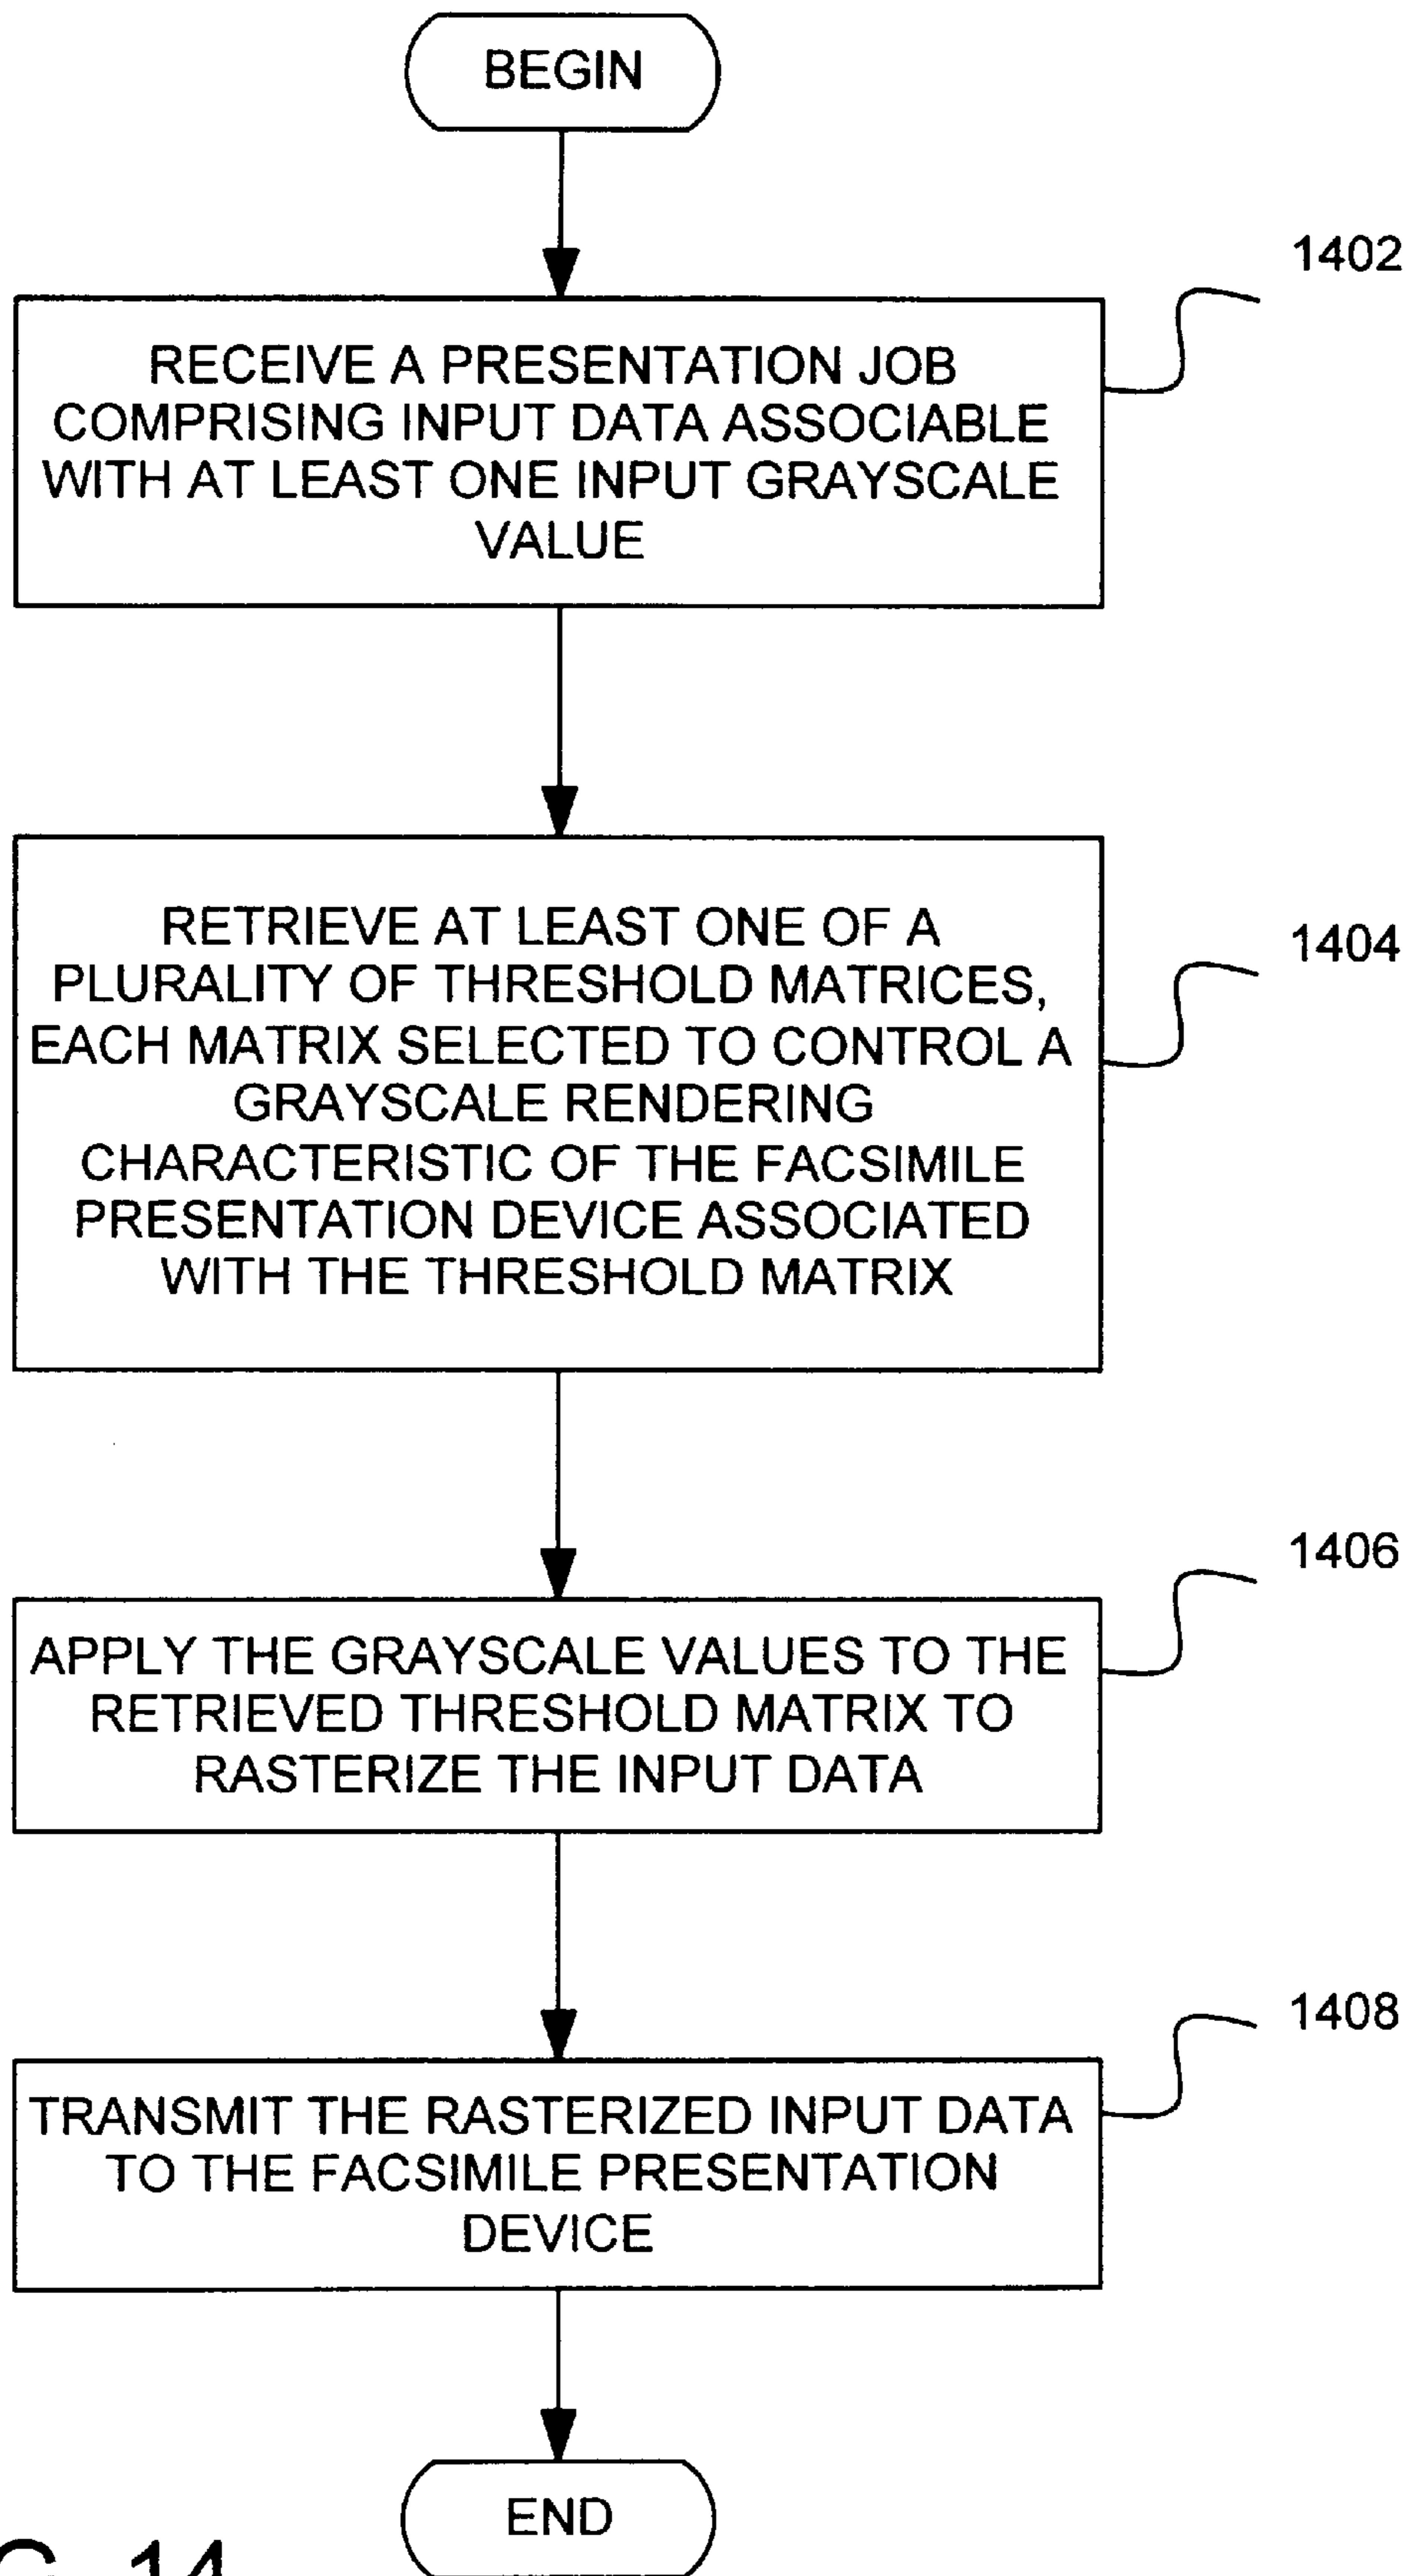 BEGIN
1402
RECEIVE A PRESENTATION JOB
COMPRISING INPUT DATA ASSOCIABLE
WITH AT LEAST ONE INPUT GRAYSCALE
VALUE
1404
RETRIEVE AT LEAST ONE OF A
PLURALITY OF THRESHOLD MATRICES,
EACH MATRIX SELECTED TO CONTROL A
GRAYSCALE RENDERING
CHARACTERISTIC OF THE FACSIMILE
PRESENTATION DEVICE ASSOCIATED
WITH THE THRESHOLD MATRIX
1406
APPLY THE GRAYSCALE VALUES TO THE
RETRIEVED THRESHOLD MATRIX TO
RASTERIZE THE INPUT DATA
1408
TRANSMIT THE RASTERIZED INPUT DATA
TO THE FACSIMILE PRESENTATION
DEVICE
END
14